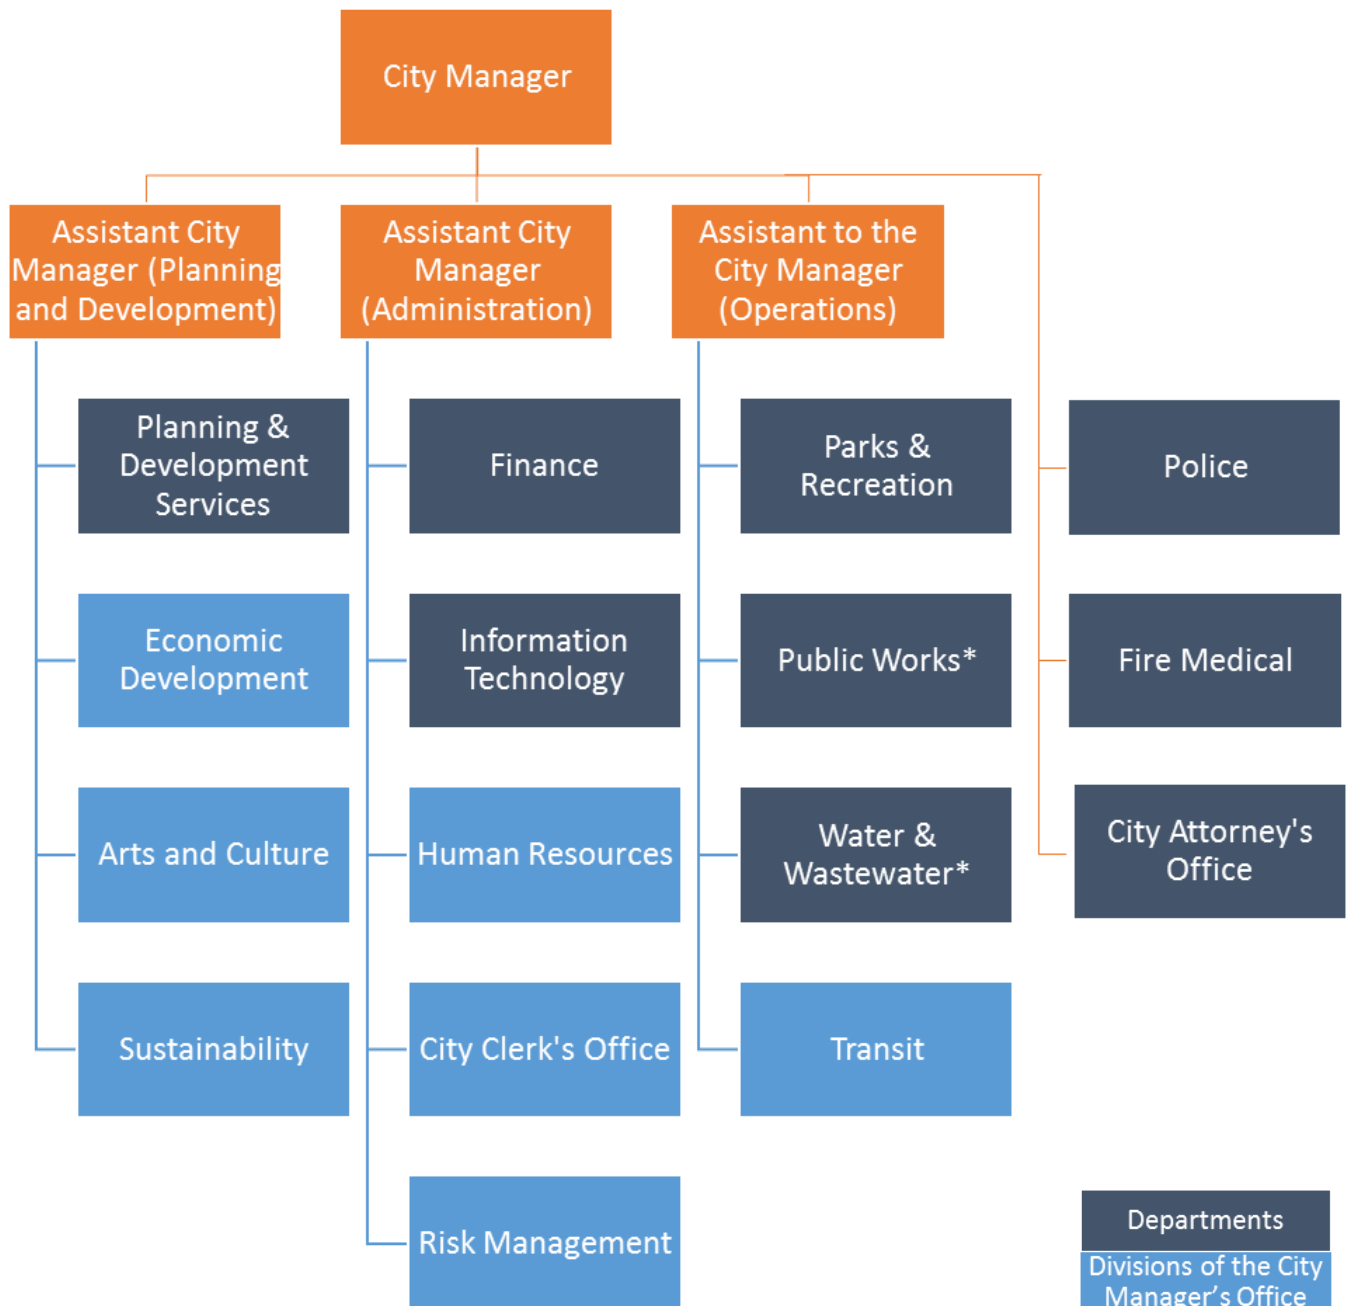 City Manager
Assistant City
Manager (Planning
and Development)
Assistant City
Manager
(Administration)
Assistant to the
City Manager
(Operations)
Planning &
Development
Services
Economic
Development
Arts and Culture
Sustainability
Finance
Information
Technology
Human Resources
City Clerk's Office
Risk Management
Parks &
Recreation
Public Works*
Water &
Wastewater*
Transit
Police
Fire Medical
City Attorney's
Office
Departments
Divisions of the City
Manager’s Office